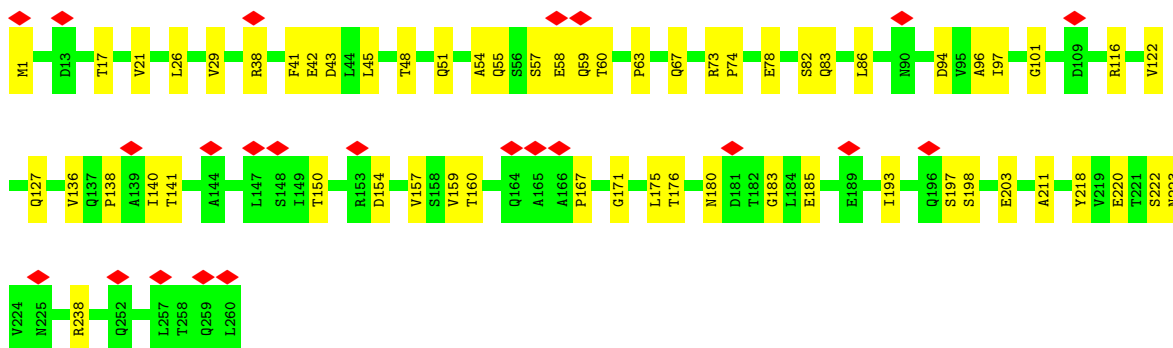 M1 D13 T17 V21 L26 V29 R38 F41 E42 D43 L44 L45 T48 Q51 A54 Q55 S56 S57 E58 Q59 T60 P63 Q67 R73 P74 E78 S82 Q83 L86 N90 D94 V95 A96 I97 G101 D109 R116 V122
Q127 V136 Q137 P138 A139 I140 T141 A144 L147 S148 I149 T150 R153 D154 V157 S158 V159 T160 Q164 A165 A166 P167 G171 L175 T176 N180 D181 T182 G183 L184 E185 E189 I193 Q196 S197 S198 E203 A211 Y218 V219 E220 T221 S222 N223
V224 N225 R238 Q252 L257 T258 Q259 L260